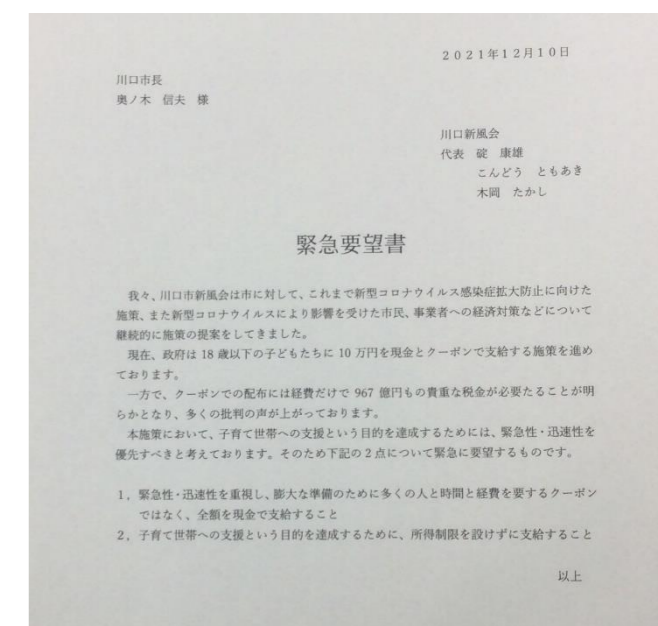 2021年12月10日
川口市長
奥ノ木 信夫 様
川口新風会
代表 碇 康雄
こんどう ともあき
木岡 たかし
緊急要望書
我々、川口市新風会は市に対して、これまで新型コロナウイルス感染症拡大防止に向けた
施策、また新型コロナウイルスにより影響を受けた市民、事業者への経済対策などについて
継続的に施策の提案をしてきました。
現在、政府は 18 歳以下の子どもたちに 10 万円を現金とクーポンで支給する施策を進め
ております。
一方で、クーポンでの配布には経費だけで 967 億円もの貴重な税金が必要たることが明
らかとなり、多くの批判の声が上がっております。
本施策において、子育て世帯への支援という目的を達成するためには、緊急性・迅速性を
優先すべきと考えております。そのため下記の2点について緊急に要望するものです。
1，緊急性・迅速性を重視し、膨大な準備のために多くの人と時間と経費を要するクーポン
ではなく、全額を現金で支給すること
2，子育て世帯への支援という目的を達成するために、所得制限を設けずに支給すること
以上